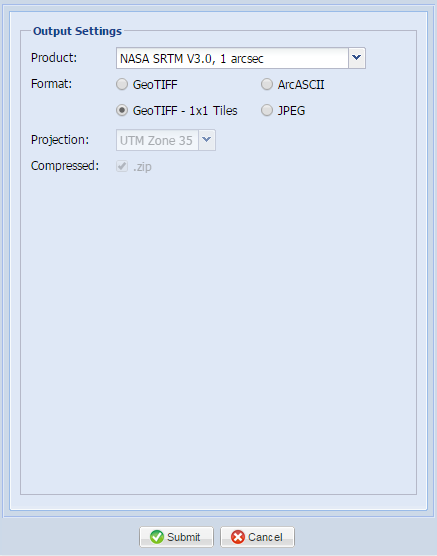 Output Settings
Product: NASA SRTM V3.0, 1 arcsec
Format: GeoTIFF ArcASCII
GeoTIFF - 1x1 Tiles JPEG
Projection: UTM Zone 35
Compressed: .zip
Submit Cancel